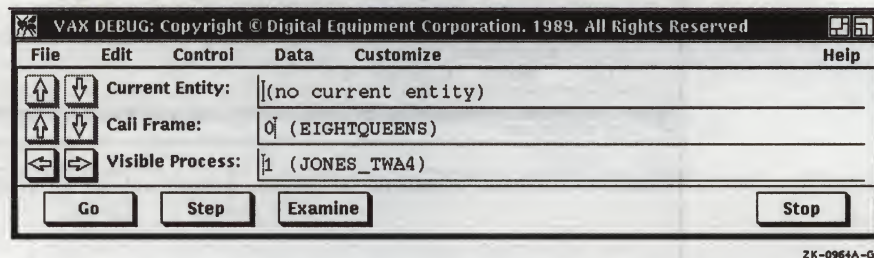 VAX DEBUG: Copyright © Digital Equipment Corporation. 1989. All Rights Reserved
File Edit Control Data Customize Help
Current Entity: (no current entity)
Call Frame: 0 (EIGHTQUEENS)
Visible Process: 1 (JONES_TWA4)
Go Step Examine Stop
ZK-0964A-G